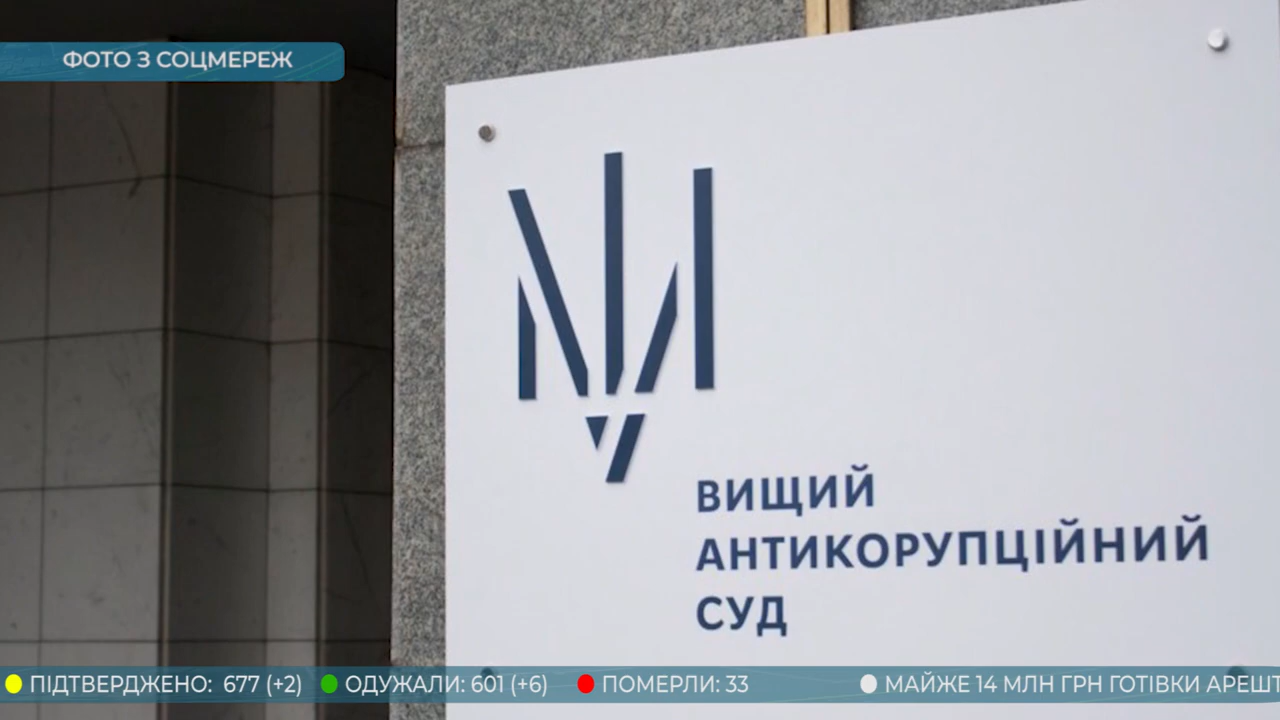 ФОТО З СОЦМЕРЕЖ
ВИЩИЙ
АНТИКОРУПЦІЙНИЙ
СУД
ПІДТВЕРДЖЕНО: 677 (+2) ОДУЖАЛИ: 601 (+6) ПОМЕРЛИ: 33 МАЙЖЕ 14 МЛН ГРН ГОТІВКИ